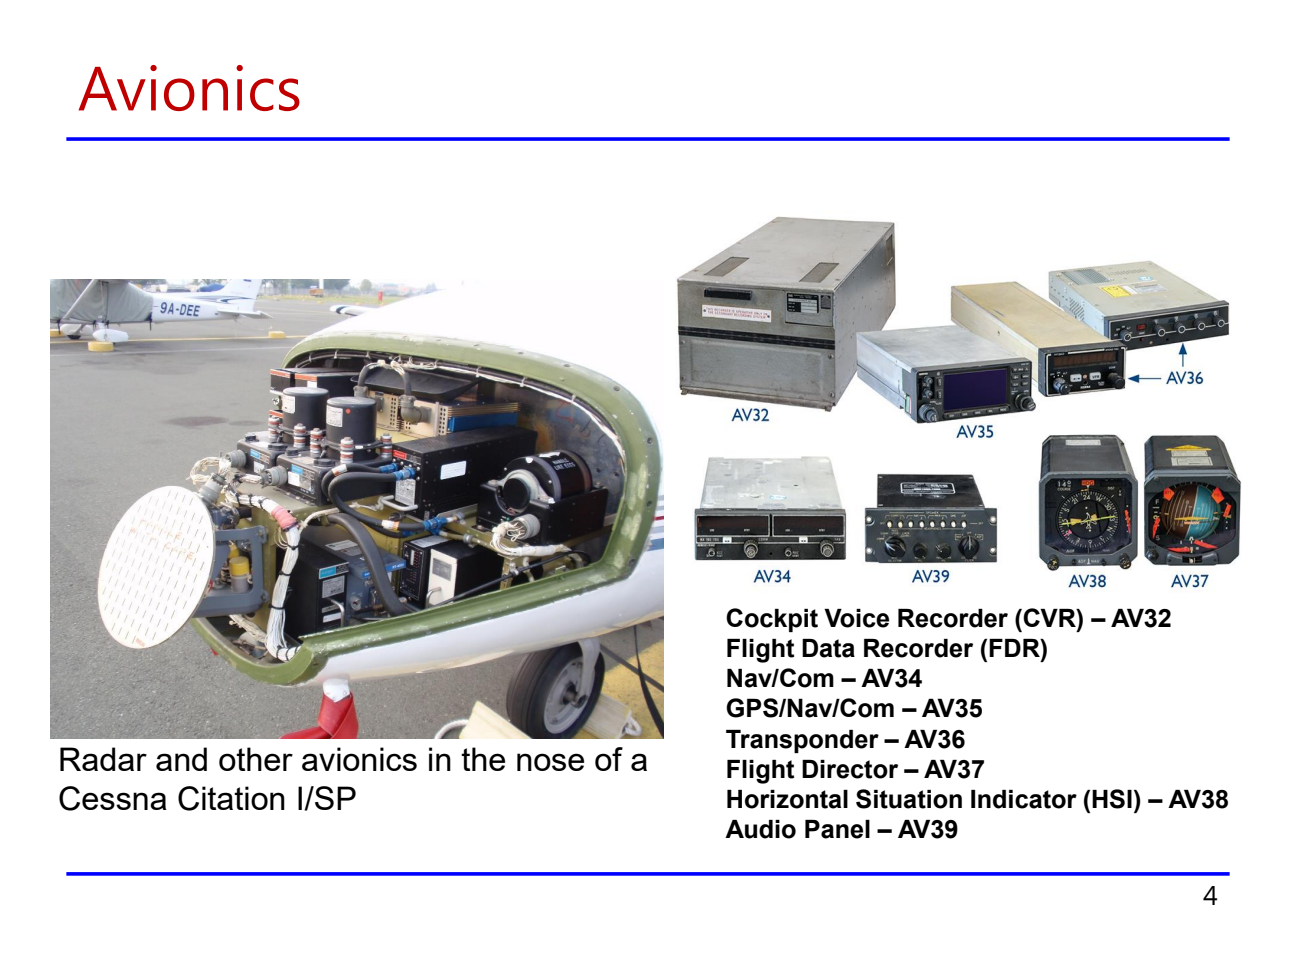 Avionics
9A-DEE
AV32
AV35
AV36
AV34
AV39
AV38
AV37
Radar and other avionics in the nose of a
Cessna Citation I/SP
Cockpit Voice Recorder (CVR) – AV32
Flight Data Recorder (FDR)
Nav/Com – AV34
GPS/Nav/Com – AV35
Transponder – AV36
Flight Director – AV37
Horizontal Situation Indicator (HSI) – AV38
Audio Panel – AV39
4